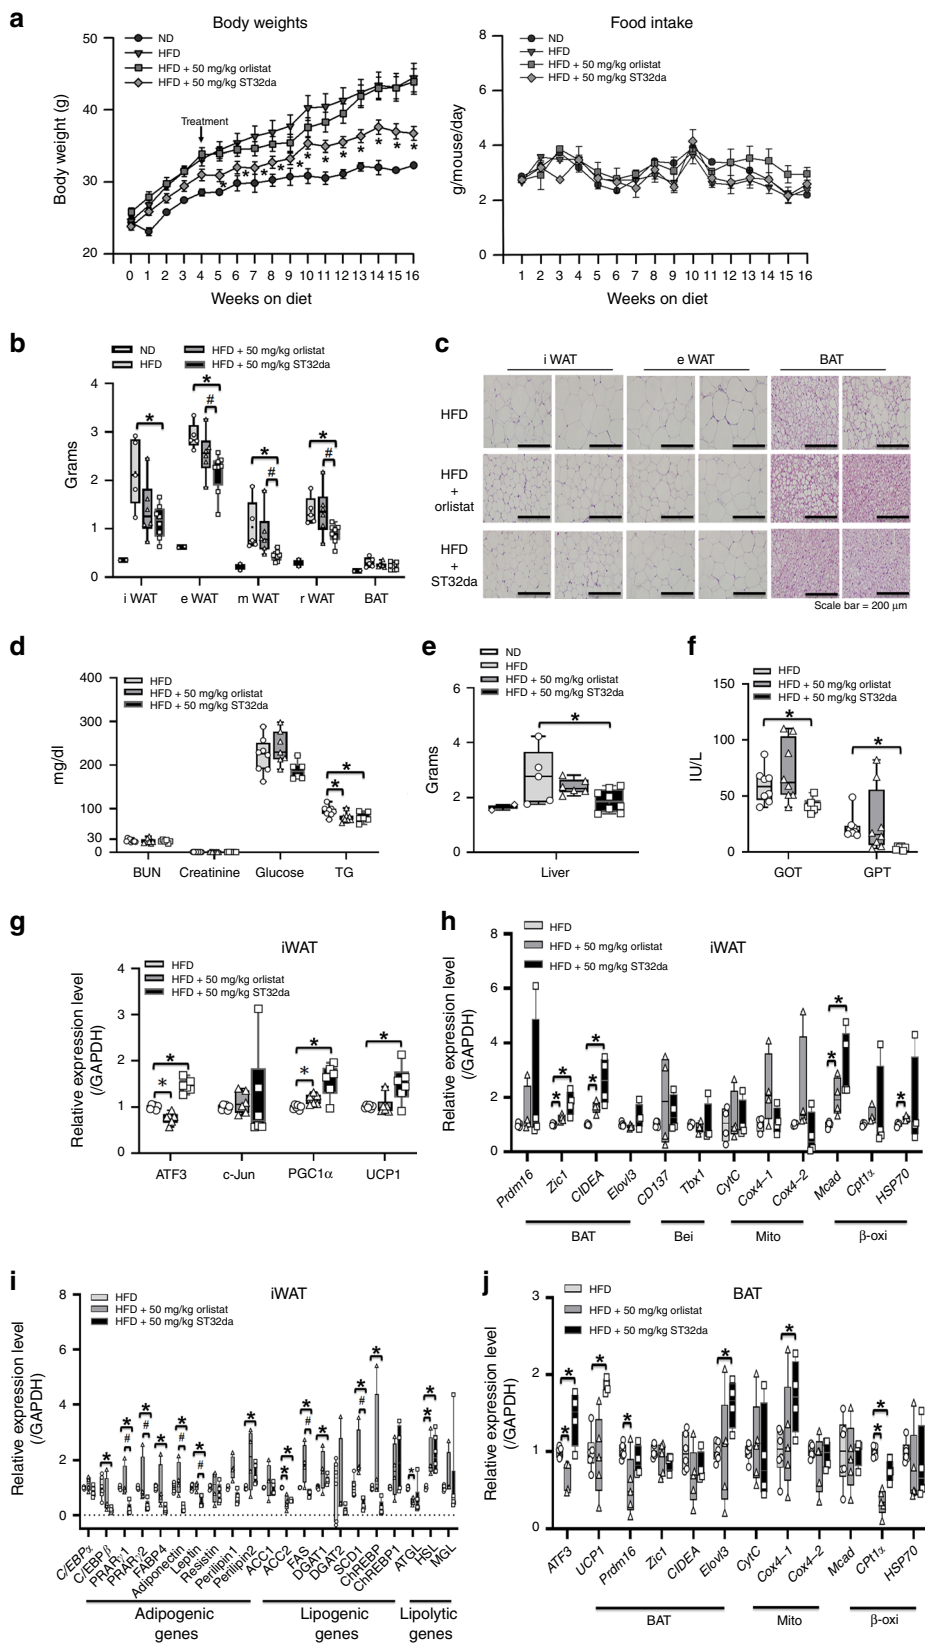 a
Body weights
ND
HFD
HFD + 50 mg/kg orlistat
HFD + 50 mg/kg ST32da
Treatment
Body weight (g)
50
40
30
20
0 1 2 3 4 5 6 7 8 9 10 11 12 13 14 15 16
Weeks on diet
Food intake
ND
HFD
HFD + 50 mg/kg orlistat
HFD + 50 mg/kg ST32da
g/mouse/day
8
6
4
2
0
1 2 3 4 5 6 7 8 9 10 11 12 13 14 15 16
Weeks on diet
b
ND
HFD
HFD + 50 mg/kg orlistat
HFD + 50 mg/kg ST32da
Grams
4
3
2
1
0
* * # * # * #
i WAT e WAT m WAT r WAT BAT
c
i WAT e WAT BAT
HFD
HFD
+
orlistat
HFD
+
ST32da
Scale bar = 200 μm
d
HFD
HFD + 50 mg/kg orlistat
HFD + 50 mg/kg ST32da
mg/dl
400
300
200
100
30
0
* *
BUN Creatinine Glucose TG
e
ND
HFD
HFD + 50 mg/kg orlistat
HFD + 50 mg/kg ST32da
Grams
6
4
2
0
*
Liver
f
HFD
HFD + 50 mg/kg orlistat
HFD + 50 mg/kg ST32da
IU/L
150
100
50
0
* *
GOT GPT
g
iWAT
HFD
HFD + 50 mg/kg orlistat
HFD + 50 mg/kg ST32da
Relative expression level
(/GAPDH)
4
3
2
1
0
* * * * *
ATF3 c-Jun PGC1α UCP1
h
iWAT
HFD
HFD + 50 mg/kg orlistat
HFD + 50 mg/kg ST32da
Relative expression level
(/GAPDH)
8
6
4
2
0
Prdm16 Zic1 CIDEA Elovl3 CD137 Tbx1 CytC Cox4–1 Cox4–2 Mcad Cpt1α HSP70
BAT Bei Mito β-oxi
i
iWAT
HFD
HFD + 50 mg/kg orlistat
HFD + 50 mg/kg ST32da
Relative expression level
(/GAPDH)
8
6
4
2
0
C/EBPα C/EBPβ PRARγ1 PRARγ2 FABP4 Adiponectin Leptin Resistin Perilipin1 Perilipin2 ACC1 ACC2 FAS DGAT1 DGAT2 SCD1 ChREBP ChREBP1 ATGL HSL MGL
Adipogenic
genes
Lipogenic
genes
Lipolytic
genes
j
BAT
HFD
HFD + 50 mg/kg orlistat
HFD + 50 mg/kg ST32da
Relative expression level
(/GAPDH)
3
2
1
0
ATF3 UCP1 Prdm16 Zic1 CIDEA Elovl3 CytC Cox4–1 Cox4–2 Mcad CPt1α HSP70
BAT Mito β-oxi